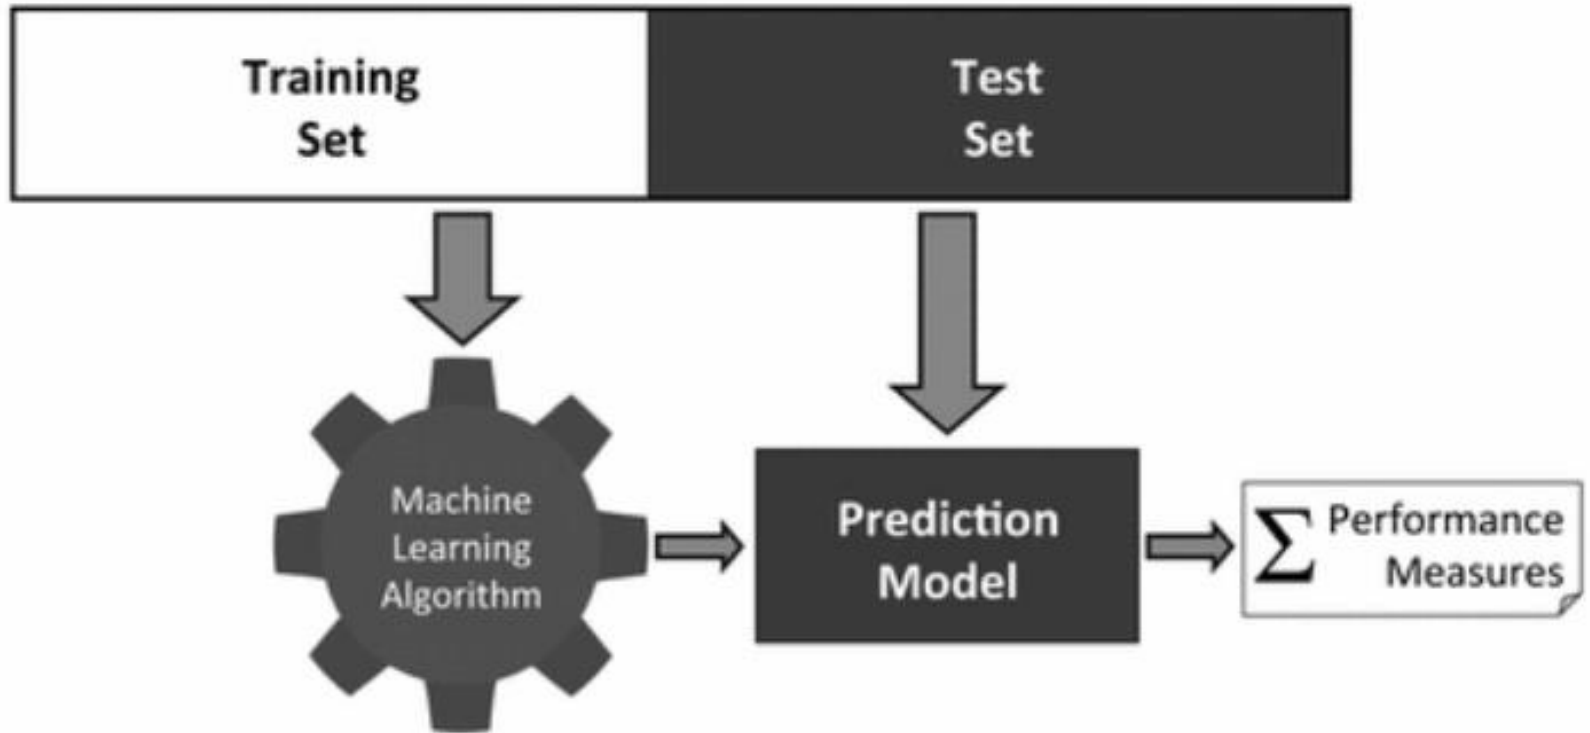 Training
Set
Test
Set
Machine
Learning
Algorithm
Prediction
Model
∑ Performance
Measures